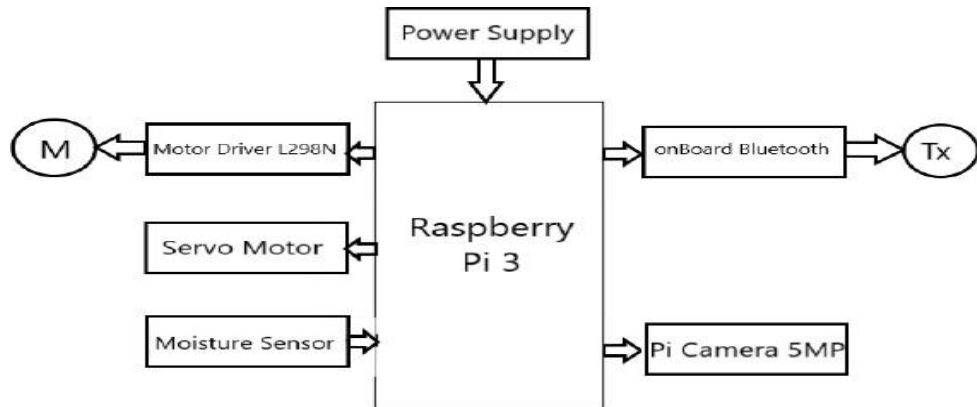 Power Supply
M
Motor Driver L298N
onBoard Bluetooth
Tx
Raspberry
Pi 3
Servo Motor
Moisture Sensor
Pi Camera 5MP